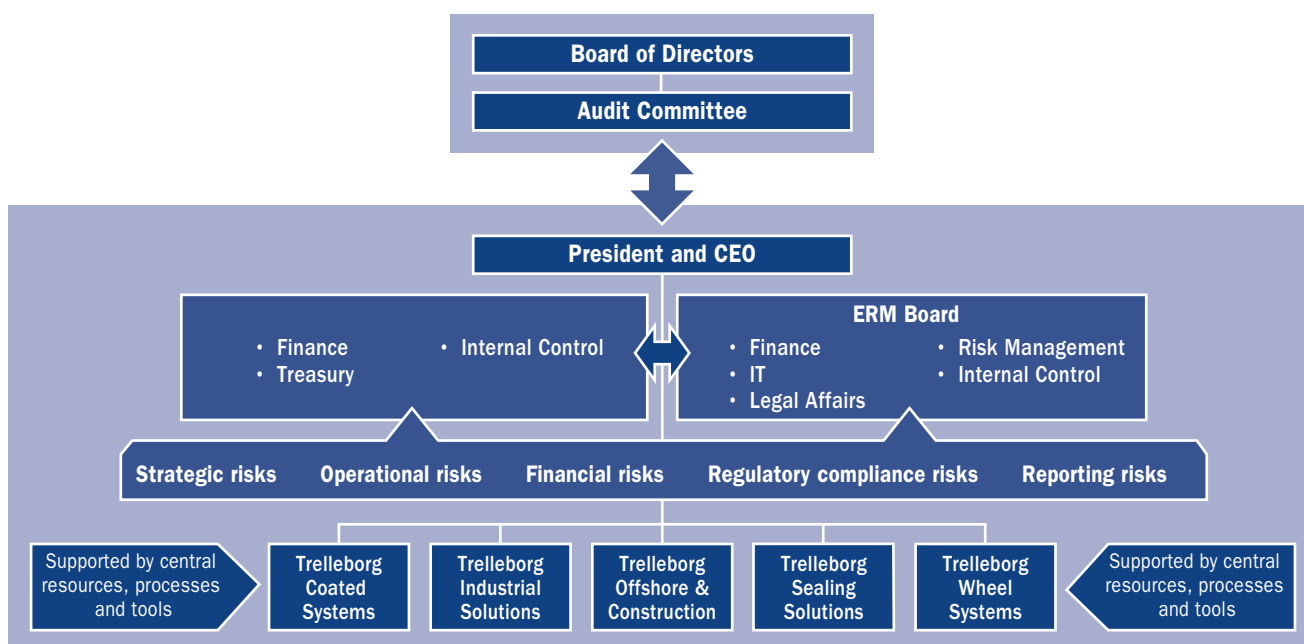 Board of Directors
Audit Committee
President and CEO
• Finance
• Treasury
• Internal Control
ERM Board
• Finance
• IT
• Legal Affairs
• Risk Management
• Internal Control
Strategic risks
Operational risks
Financial risks
Regulatory compliance risks
Reporting risks
Supported by central
resources, processes
and tools
Trelleborg
Coated
Systems
Trelleborg
Industrial
Solutions
Trelleborg
Offshore &
Construction
Trelleborg
Sealing
Solutions
Trelleborg
Wheel
Systems
Supported by central
resources, processes
and tools